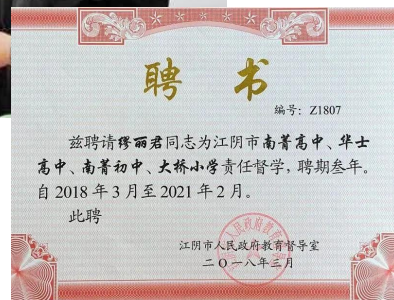 聘 书
编号：Z1807
兹聘请缪丽君同志为江阴市南菁高中、华士
高中、南菁初中、大桥小学责任督学，聘期叁年。
自2018年3月至2021年2月。
此聘
江阴市人民政府教育督导室
二〇一八年三月